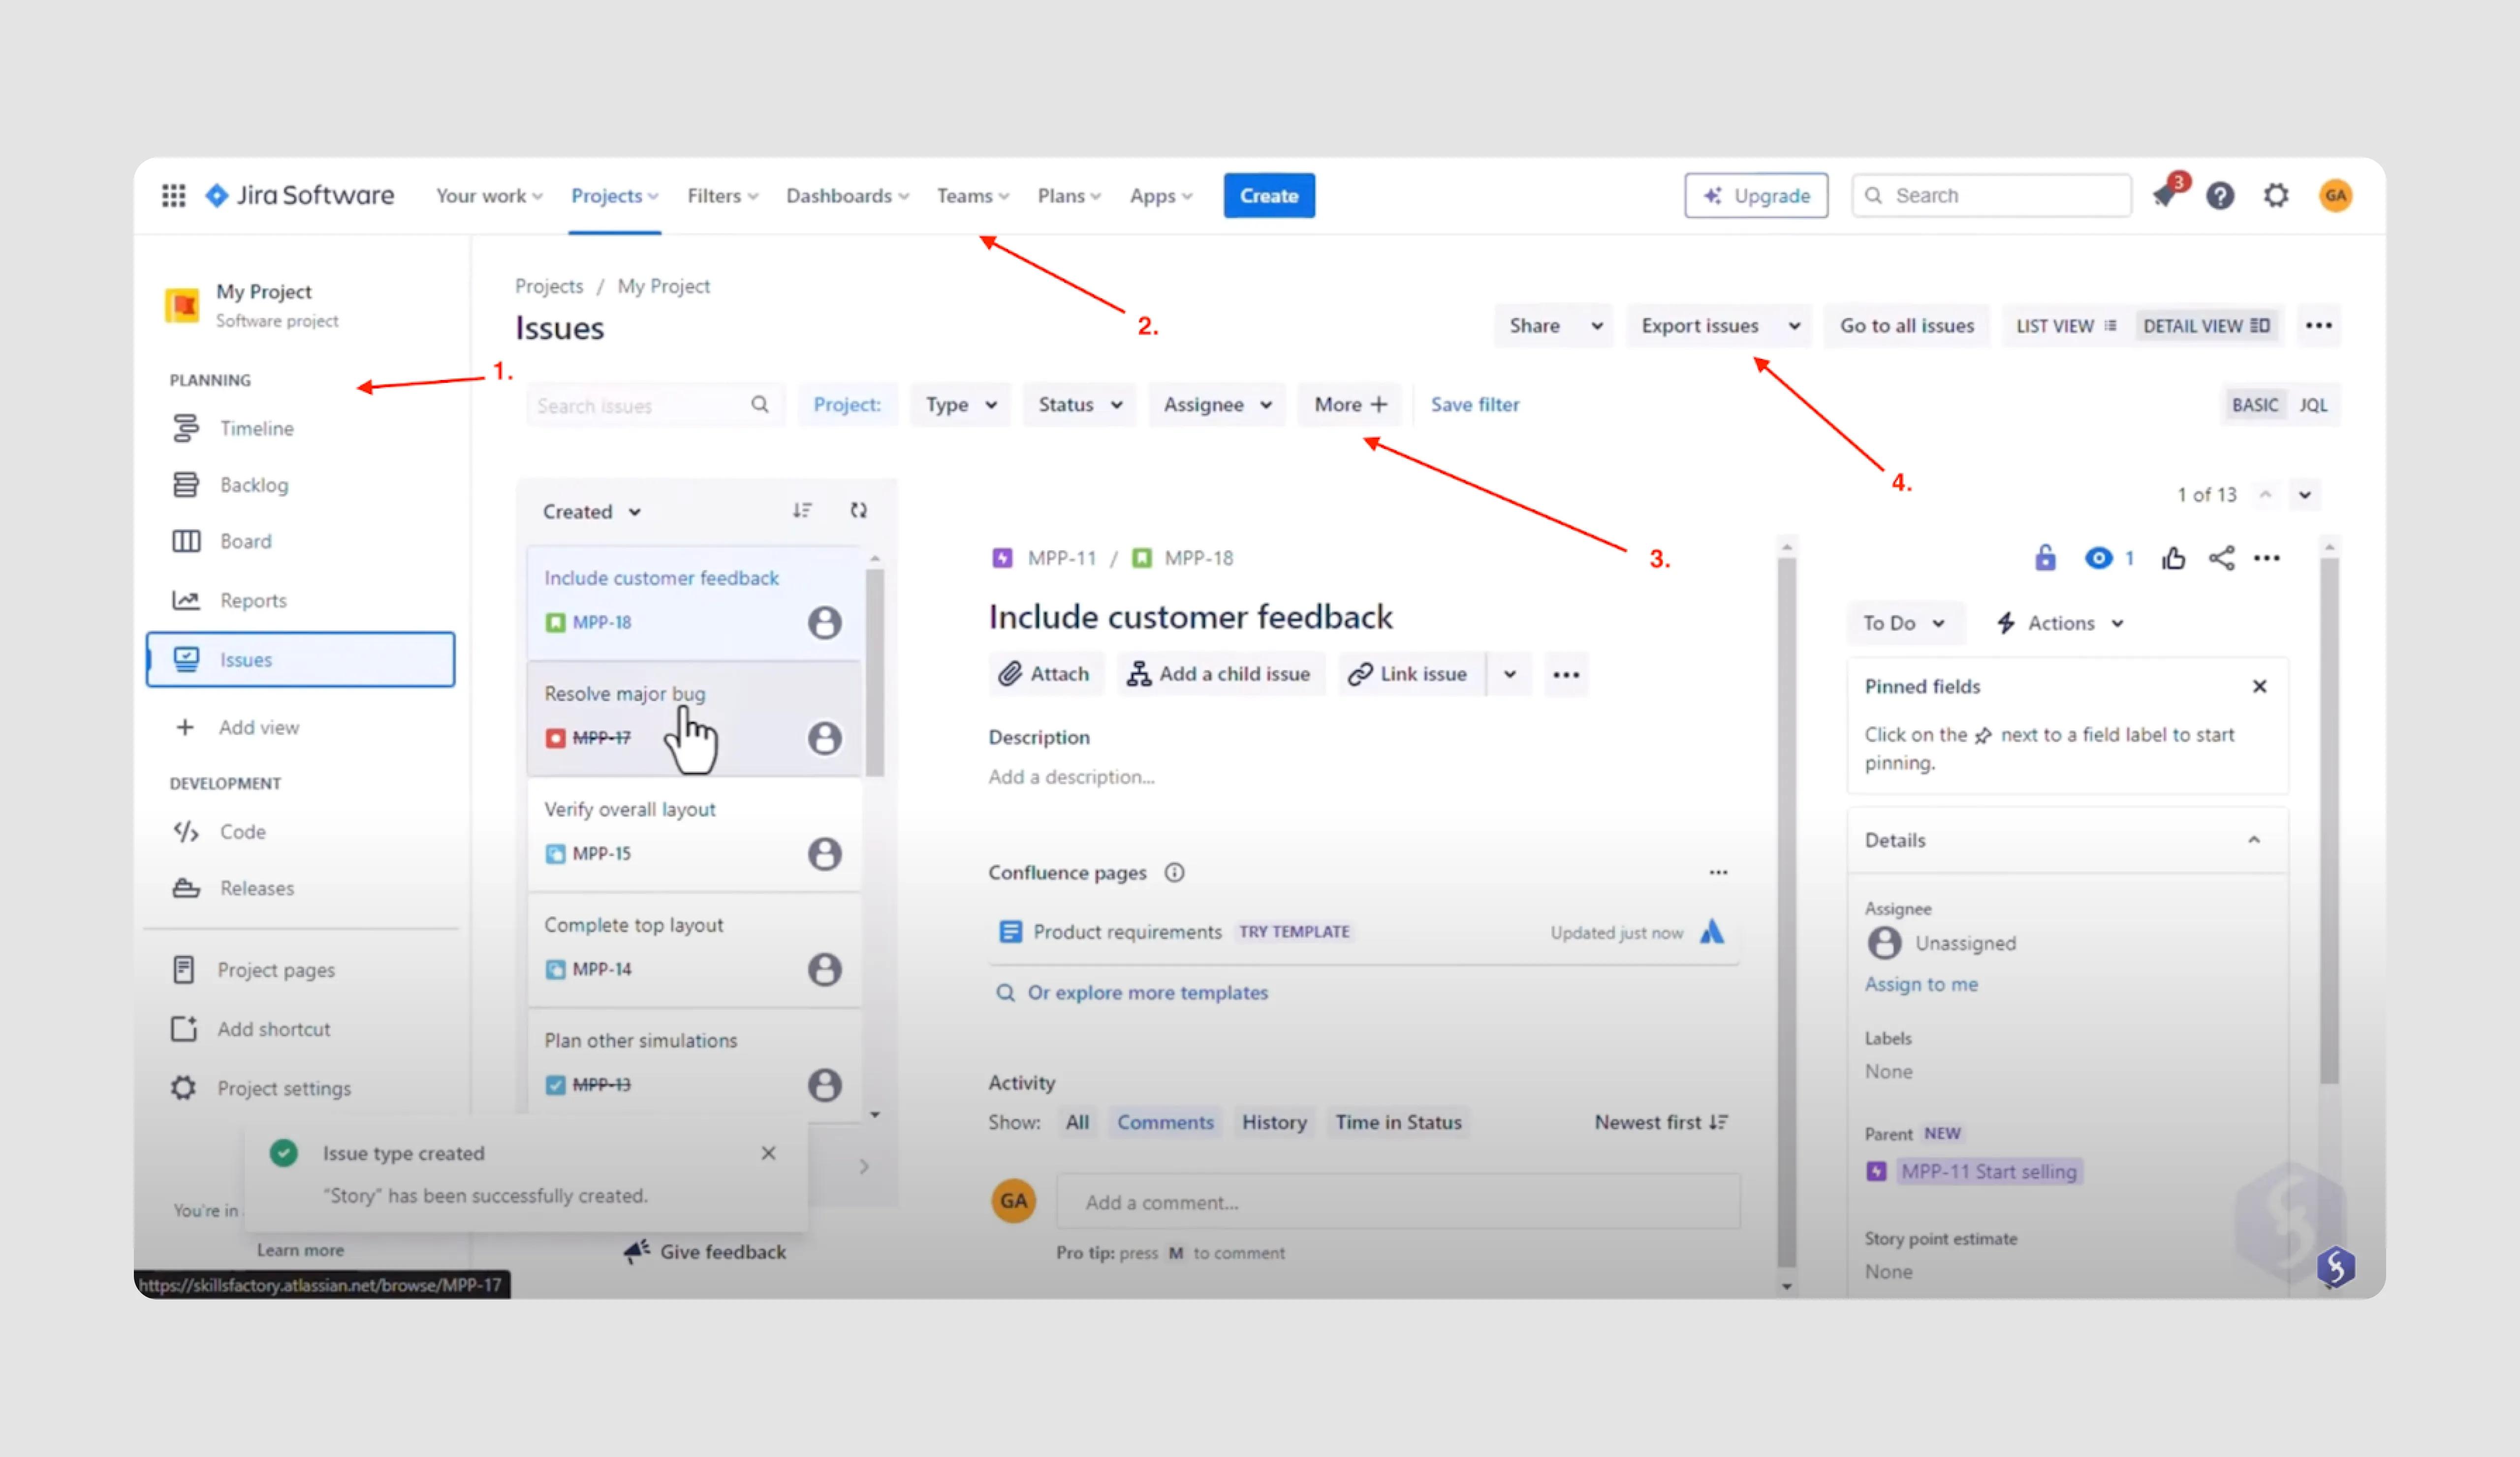 Jira Software Your work Projects Filters Dashboards Teams Plans Apps Create Upgrade Search 3 ? GA
My Project
Software project
PLANNING
Timeline
Backlog
Board
Reports
Issues
Add view
DEVELOPMENT
Code
Releases
Project pages
Add shortcut
Project settings
You're in
Learn more
1.
2.
3.
4.
Projects / My Project
Issues
Share Export issues Go to all issues LIST VIEW DETAIL VIEW
Search issues Project: Type Status Assignee More + Save filter BASIC JQL
1 of 13
Created
Include customer feedback
MPP-18
Resolve major bug
MPP-17
Verify overall layout
MPP-15
Complete top layout
MPP-14
Plan other simulations
MPP-13
Issue type created
"Story" has been successfully created.
Give feedback
https://skillsfactory.atlassian.net/browse/MPP-17
MPP-11 / MPP-18
Include customer feedback
Attach Add a child issue Link issue
Description
Add a description...
Confluence pages
Product requirements TRY TEMPLATE Updated just now
Or explore more templates
Activity
Show: All Comments History Time in Status Newest first
GA Add a comment...
Pro tip: press M to comment
1
To Do Actions
Pinned fields
Click on the next to a field label to start
pinning.
Details
Assignee
Unassigned
Assign to me
Labels
None
Parent NEW
MPP-11 Start selling
Story point estimate
None